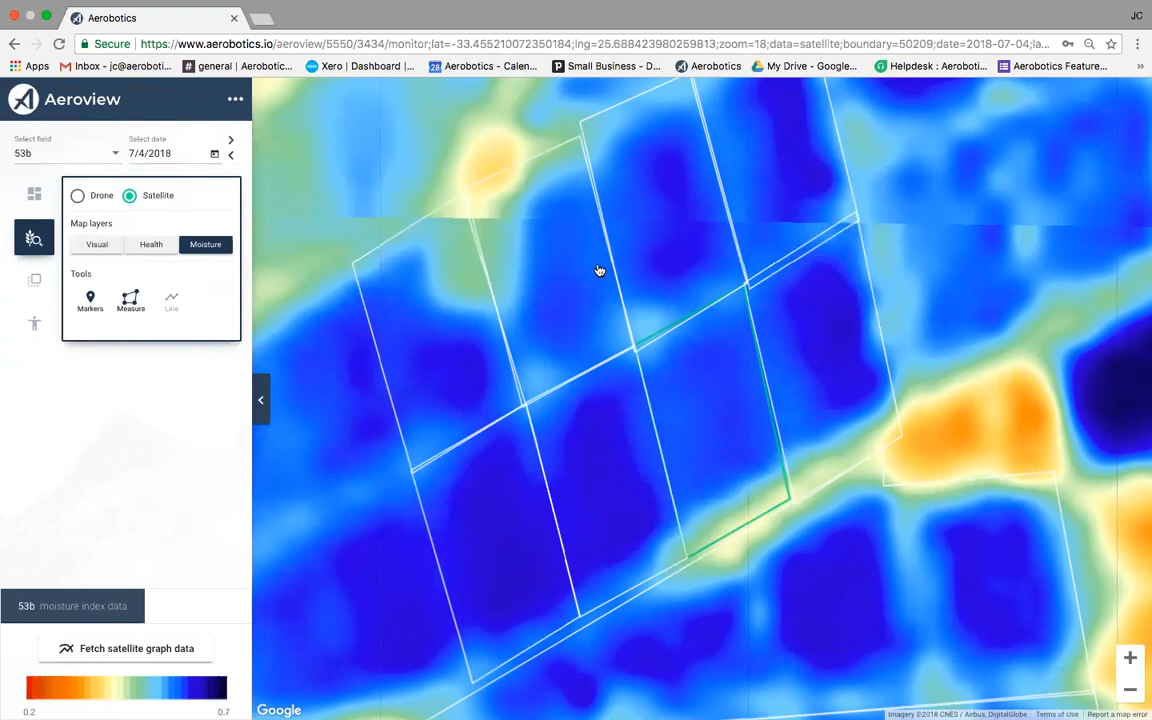 Aerobotics
JC
Secure https://www.aerobotics.io/aeroview/5550/3434/monitor;lat=-33.455210072350184;lng=25.688423980259813;zoom=18;data=satellite;boundary=50209;date=2018-07-04;la...
Apps Inbox - jc@aeroboti... general | Aerobotic... Xero | Dashboard |... 28 Aerobotics - Calen... Small Business - D... Aerobotics My Drive - Google... Helpdesk : Aeroboti... Aerobotics Feature... »
Aeroview
Select field Select date
53b 7/4/2018
Drone Satellite
Map layers
Visual Health Moisture
Tools
Markers Measure Line
53b moisture index data
Fetch satellite graph data
0.2 0.7
Google
Imagery ©2018 CNES / Airbus, DigitalGlobe Terms of Use Report a map error